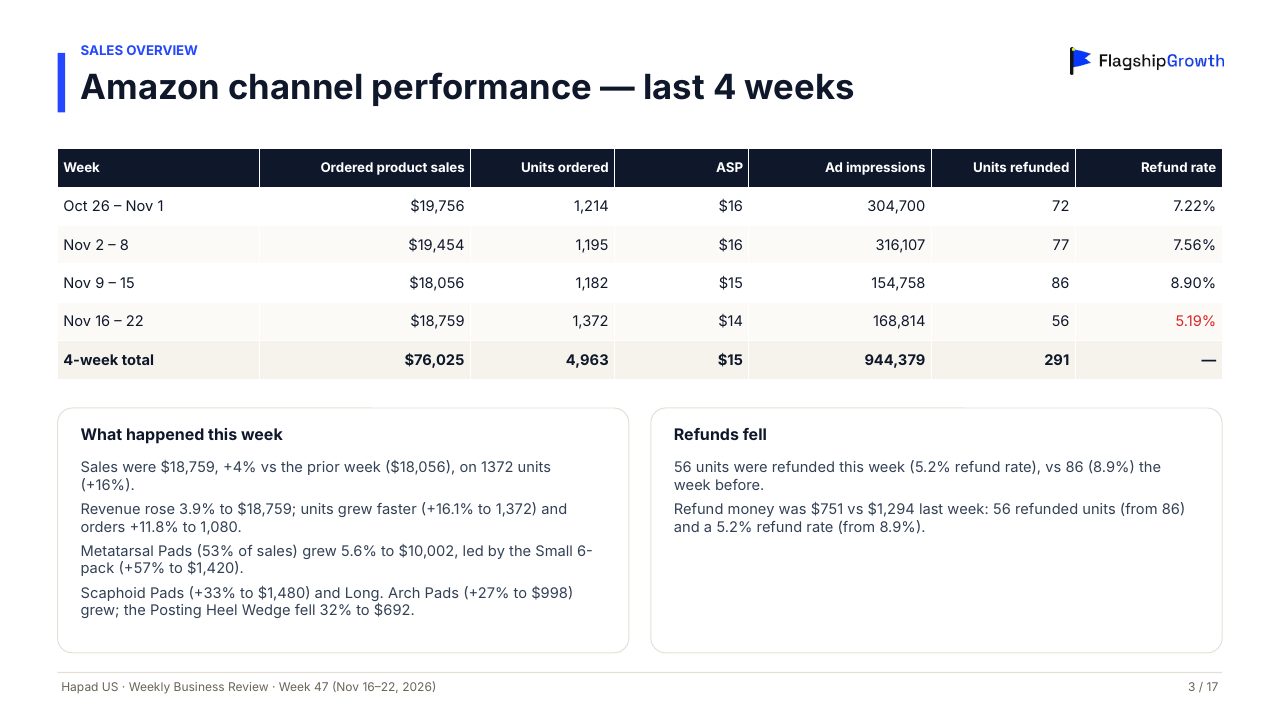 SALES OVERVIEW
Amazon channel performance — last 4 weeks
FlagshipGrowth
Week Ordered product sales Units ordered ASP Ad impressions Units refunded Refund rate
Oct 26 – Nov 1 $19,756 1,214 $16 304,700 72 7.22%
Nov 2 – 8 $19,454 1,195 $16 316,107 77 7.56%
Nov 9 – 15 $18,056 1,182 $15 154,758 86 8.90%
Nov 16 – 22 $18,759 1,372 $14 168,814 56 5.19%
4-week total $76,025 4,963 $15 944,379 291 —
What happened this week
Sales were $18,759, +4% vs the prior week ($18,056), on 1372 units
(+16%).
Revenue rose 3.9% to $18,759; units grew faster (+16.1% to 1,372) and
orders +11.8% to 1,080.
Metatarsal Pads (53% of sales) grew 5.6% to $10,002, led by the Small 6-
pack (+57% to $1,420).
Scaphoid Pads (+33% to $1,480) and Long. Arch Pads (+27% to $998)
grew; the Posting Heel Wedge fell 32% to $692.
Refunds fell
56 units were refunded this week (5.2% refund rate), vs 86 (8.9%) the
week before.
Refund money was $751 vs $1,294 last week: 56 refunded units (from 86)
and a 5.2% refund rate (from 8.9%).
Hapad US · Weekly Business Review · Week 47 (Nov 16–22, 2026)
3 / 17